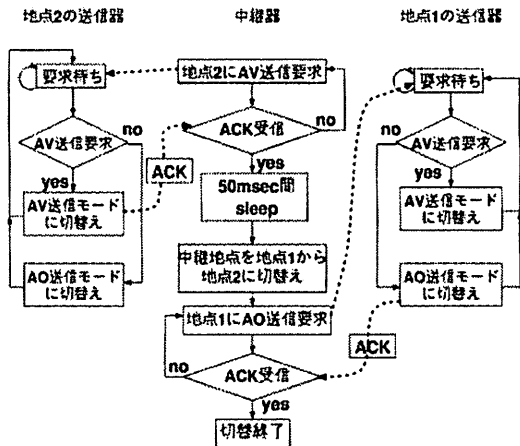 地点2の送信器
中継器
地点1の送信器
要求待ち
地点2にAV送信要求
要求待ち
AV送信要求
no
ACK受信
no
AV送信要求
no
ACK
yes
yes
yes
AV送信モード
に切替え
50msec間
sleep
AV送信モード
に切替え
中継地点を地点1から
地点2に切替え
AO送信モード
に切替え
AO送信モード
に切替え
地点1にAO送信要求
ACK
no
ACK受信
yes
切替終了